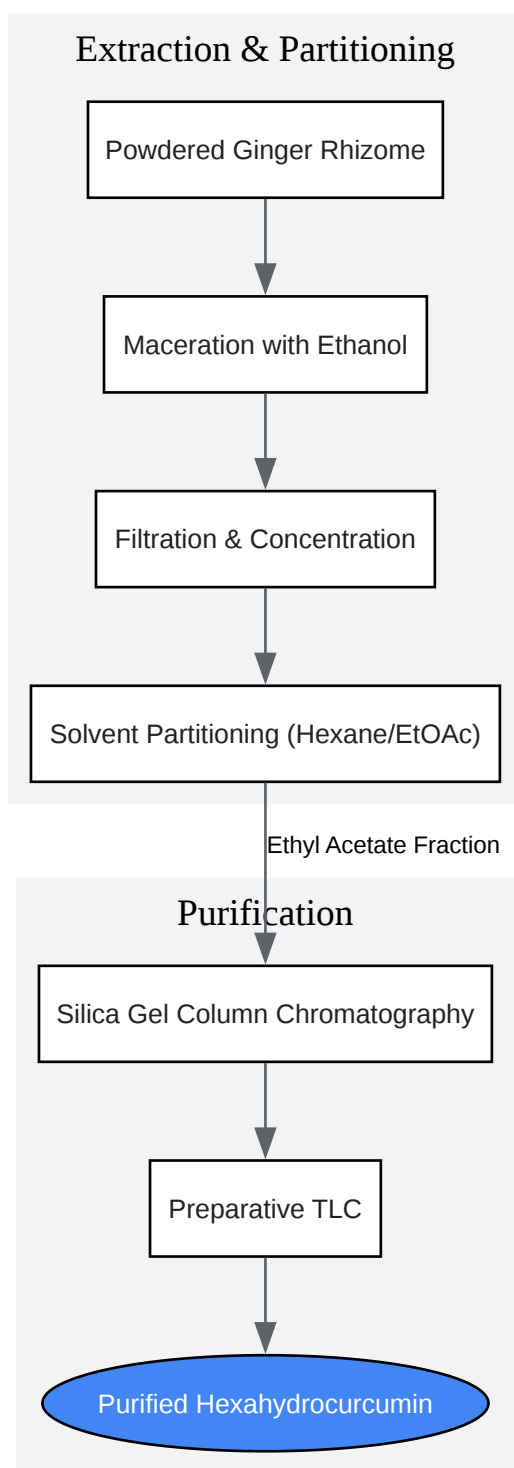 Extraction & Partitioning
Powdered Ginger Rhizome
Maceration with Ethanol
Filtration & Concentration
Solvent Partitioning (Hexane/EtOAc)
Ethyl Acetate Fraction
Purification
Silica Gel Column Chromatography
Preparative TLC
Purified Hexahydrocurcumin